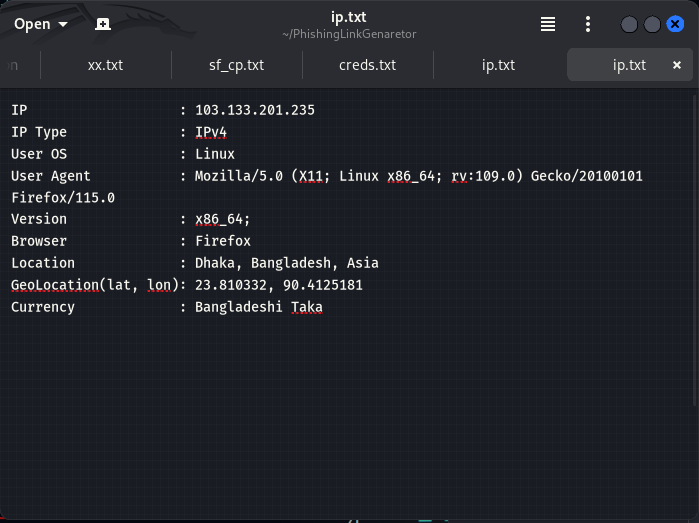 Open
ip.txt
~/PhishingLinkGenaretor
xx.txt
sf_cp.txt
creds.txt
ip.txt
ip.txt
IP : 103.133.201.235
IP Type : IPv4
User OS : Linux
User Agent : Mozilla/5.0 (X11; Linux x86_64; rv:109.0) Gecko/20100101
Firefox/115.0
Version : x86_64;
Browser : Firefox
Location : Dhaka, Bangladesh, Asia
GeoLocation(lat, lon): 23.810332, 90.4125181
Currency : Bangladeshi Taka